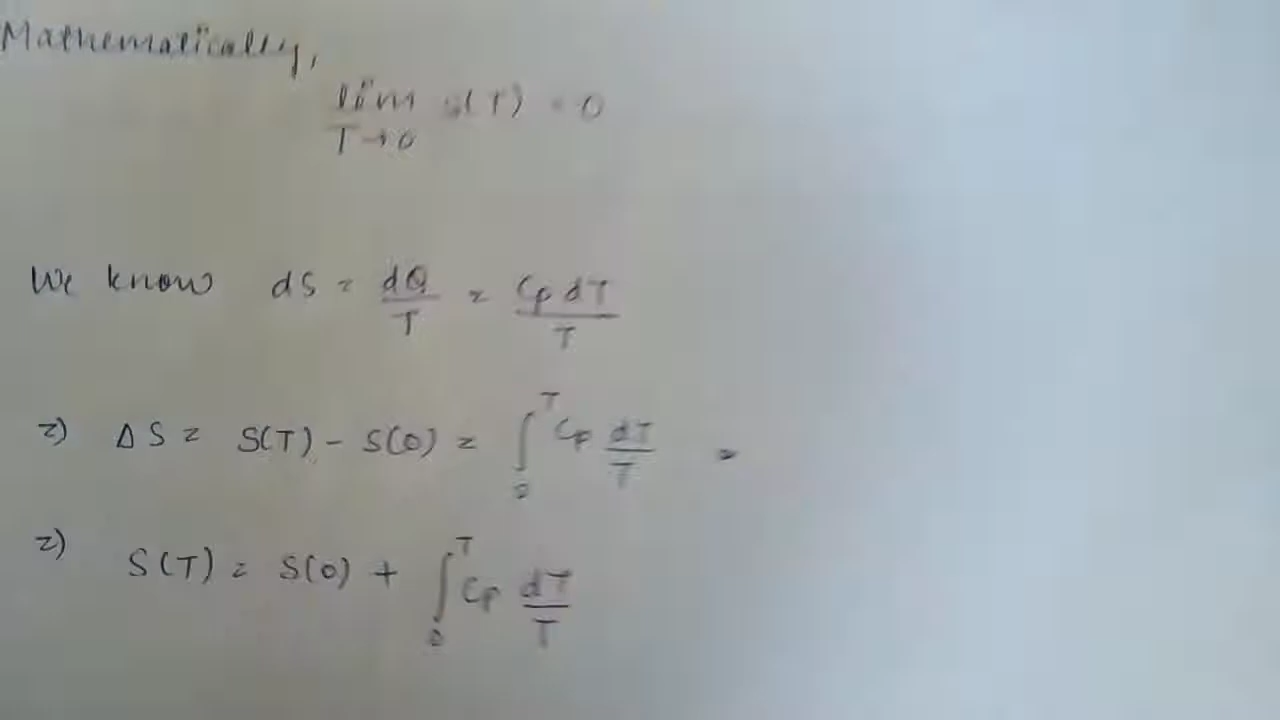 Mathematically,
lim S(T) = 0
T→0
We know dS = dQ/T = Cp dT/T
=) ΔS = S(T) - S(0) = ∫₀ᵀ Cp dT/T =
=) S(T) = S(0) + ∫₀ᵀ Cp dT/T